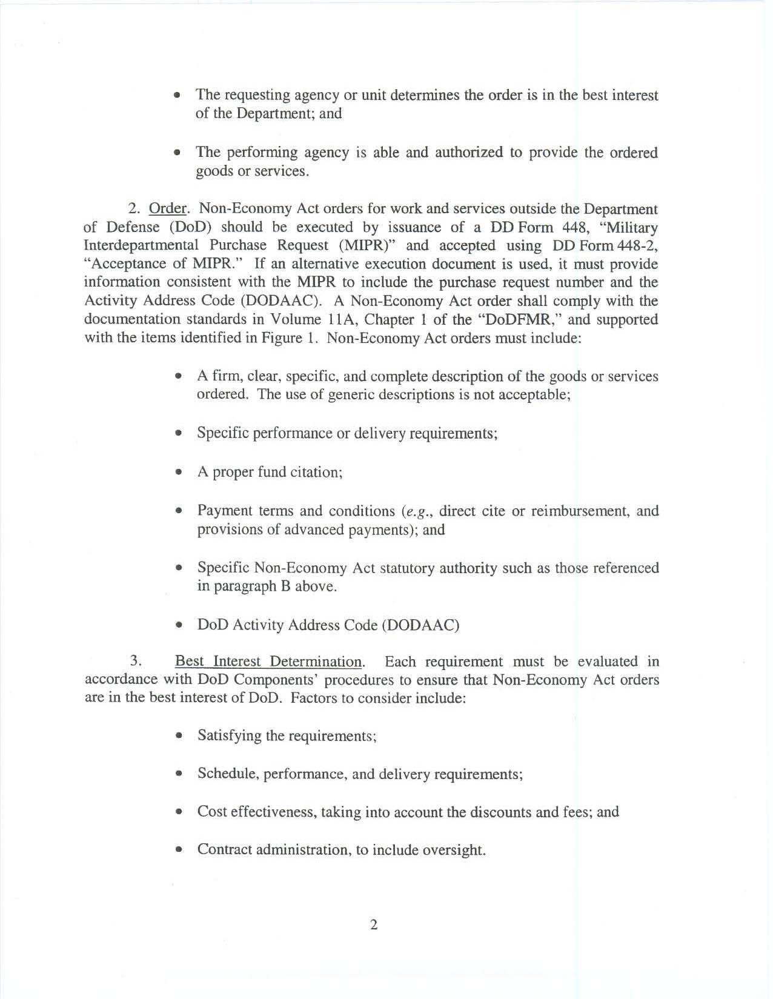 • The requesting agency or unit determines the order is in the best interest
of the Department; and
• The performing agency is able and authorized to provide the ordered
goods or services.
2. Order. Non-Economy Act orders for work and services outside the Department
of Defense (DoD) should be executed by issuance of a DD Form 448, “Military
Interdepartmental Purchase Request (MIPR)” and accepted using DD Form 448-2,
“Acceptance of MIPR.” If an alternative execution document is used, it must provide
information consistent with the MIPR to include the purchase request number and the
Activity Address Code (DODAAC). A Non-Economy Act order shall comply with the
documentation standards in Volume 11A, Chapter 1 of the “DoDFMR,” and supported
with the items identified in Figure 1. Non-Economy Act orders must include:
• A firm, clear, specific, and complete description of the goods or services
ordered. The use of generic descriptions is not acceptable;
• Specific performance or delivery requirements;
• A proper fund citation;
• Payment terms and conditions (e.g., direct cite or reimbursement, and
provisions of advanced payments); and
• Specific Non-Economy Act statutory authority such as those referenced
in paragraph B above.
• DoD Activity Address Code (DODAAC)
3. Best Interest Determination. Each requirement must be evaluated in
accordance with DoD Components’ procedures to ensure that Non-Economy Act orders
are in the best interest of DoD. Factors to consider include:
• Satisfying the requirements;
• Schedule, performance, and delivery requirements;
• Cost effectiveness, taking into account the discounts and fees; and
• Contract administration, to include oversight.
2